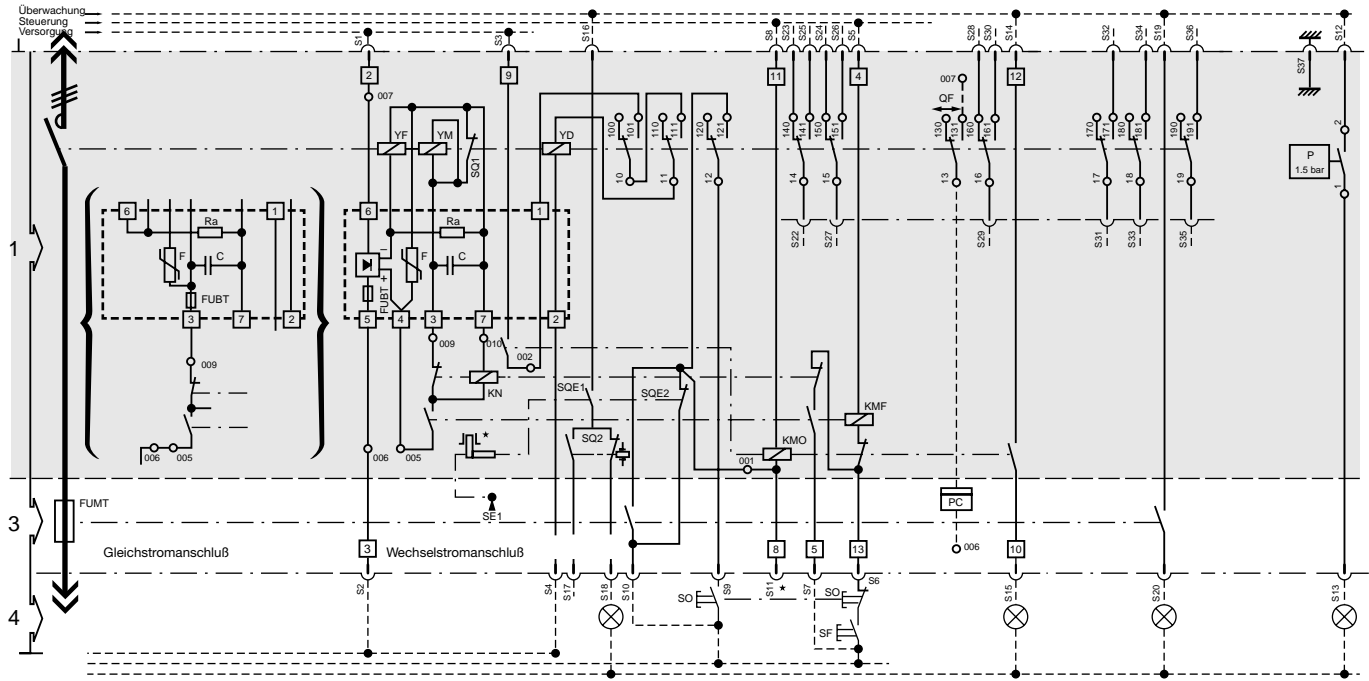 Überwachung
Steuerung
Versorgung
S1
S3
S16
S8
S23
S25
S24
S26
S5
S28
S30
S14
S32
S34
S19
S36
S37
S12
2
9
11
4
12
007
007
QF
YF
YM
SQ1
YD
100
101
110
111
120
121
140
141
150
151
130
131
160
161
170
171
180
181
190
191
2
P
1.5 bar
1
10
11
12
14
15
13
16
17
18
19
6
1
6
1
Ra
Ra
S22
S27
S29
S31
S33
S35
1
F
C
FUBT
– +
F
C
FUBT
3
7
2
5
4
3
7
2
009
009
010
002
KN
SQE1
SQE2
KMF
006
005
006
005
★
SQ2
KMO
001
3
FUMT
SE1
PC
006
Gleichstromanschluß
3
Wechselstromanschluß
8
5
13
10
S2
S4
S17
S18
S10
S9
S11
★
S7
S6
S15
S20
S13
4
SO
SO
SF